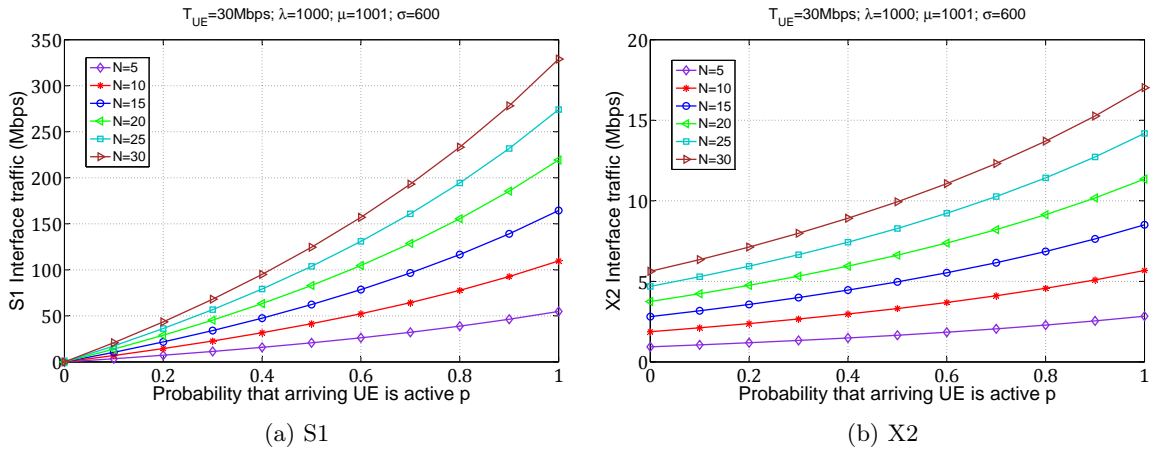 T_UE=30Mbps; λ=1000; μ=1001; σ=600
350
300
250
200
150
100
50
0
S1 Interface traffic (Mbps)
N=5
N=10
N=15
N=20
N=25
N=30
0 0.2 0.4 0.6 0.8 1
Probability that arriving UE is active p
(a) S1
T_UE=30Mbps; λ=1000; μ=1001; σ=600
20
15
10
5
0
X2 Interface traffic (Mbps)
N=5
N=10
N=15
N=20
N=25
N=30
0 0.2 0.4 0.6 0.8 1
Probability that arriving UE is active p
(b) X2